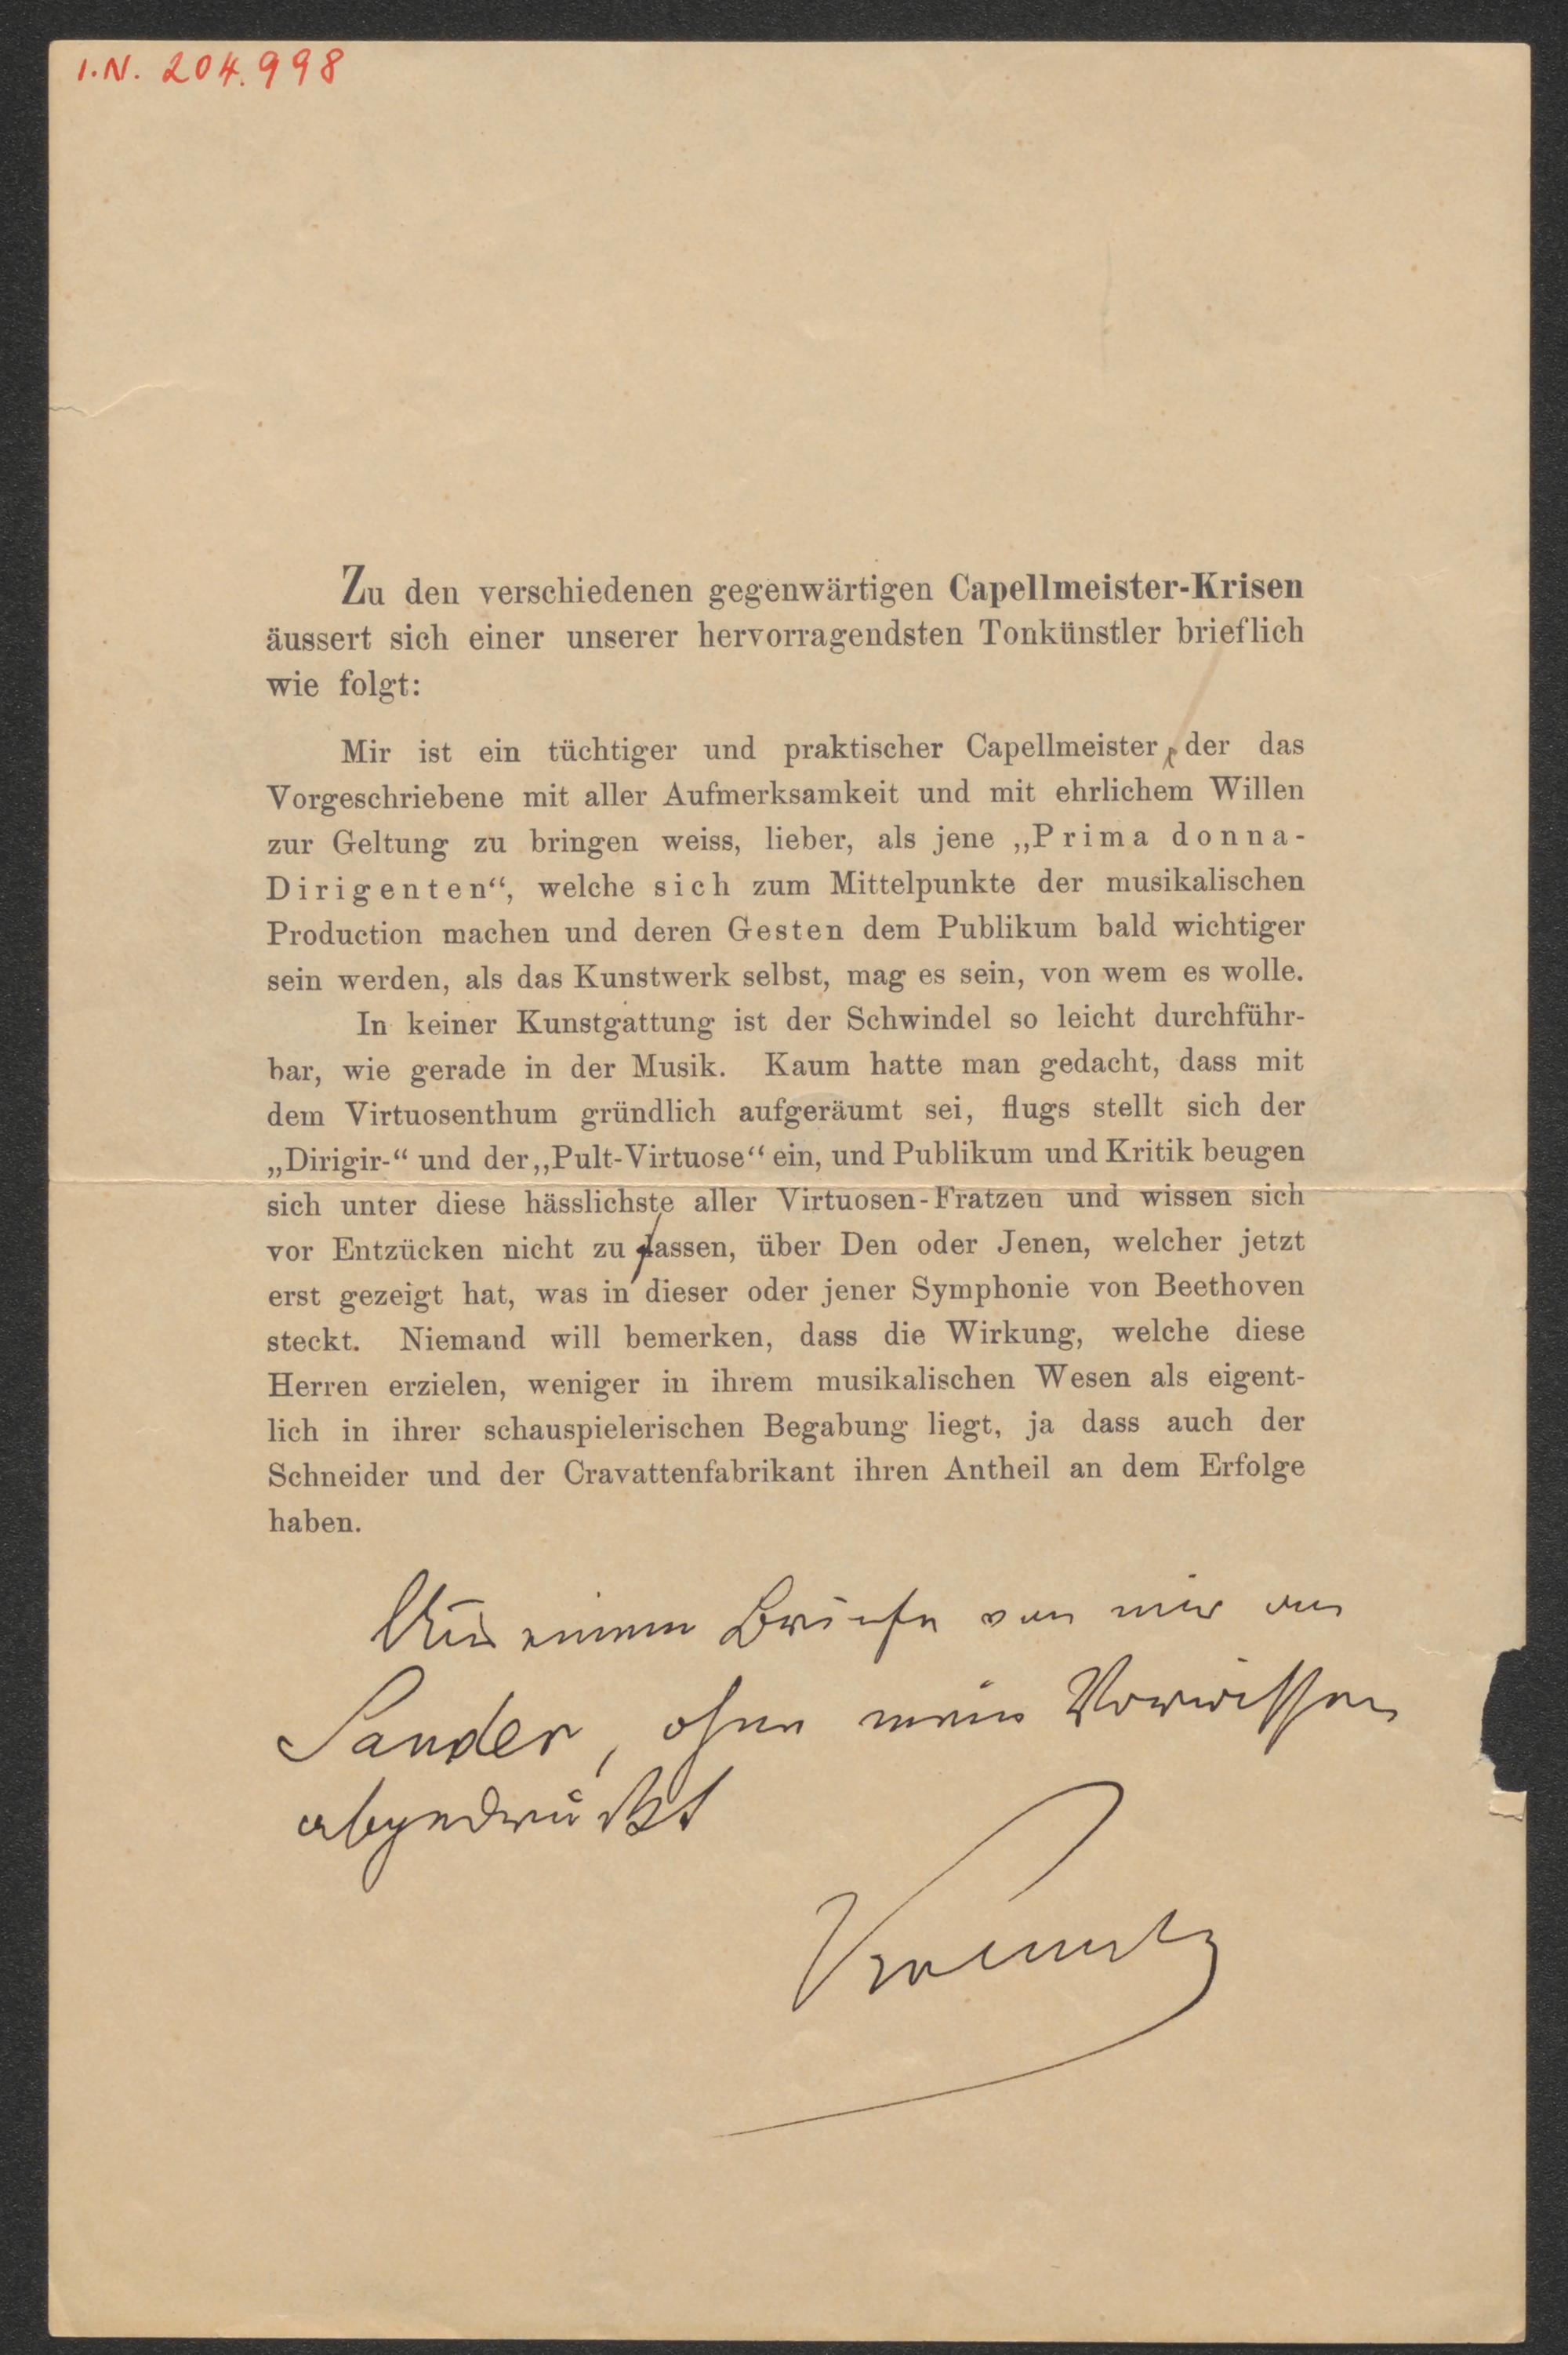 I.N. 204.998
Zu den verschiedenen gegenwärtigen Capellmeister-Krisen
äussert sich einer unserer hervorragendsten Tonkünstler brieflich
wie folgt:
Mir ist ein tüchtiger und praktischer Capellmeister, der das
Vorgeschriebene mit aller Aufmerksamkeit und mit ehrlichem Willen
zur Geltung zu bringen weiss, lieber, als jene „Prima donna-
Dirigenten“, welche sich zum Mittelpunkte der musikalischen
Production machen und deren Gesten dem Publikum bald wichtiger
sein werden, als das Kunstwerk selbst, mag es sein, von wem es wolle.
In keiner Kunstgattung ist der Schwindel so leicht durchführ-
bar, wie gerade in der Musik. Kaum hatte man gedacht, dass mit
dem Virtuosenthum gründlich aufgeräumt sei, flugs stellt sich der
„Dirigir-“ und der „Pult-Virtuose“ ein, und Publikum und Kritik beugen
sich unter diese hässlichste aller Virtuosen-Fratzen und wissen sich
vor Entzücken nicht zu fassen, über Den oder Jenen, welcher jetzt
erst gezeigt hat, was in dieser oder jener Symphonie von Beethoven
steckt. Niemand will bemerken, dass die Wirkung, welche diese
Herren erzielen, weniger in ihrem musikalischen Wesen als eigent-
lich in ihrer schauspielerischen Begabung liegt, ja dass auch der
Schneider und der Cravattenfabrikant ihren Antheil an dem Erfolge
haben.
Aus einem Briefe von mir an
Sander, ohne mein Vorwissen
abgedruckt